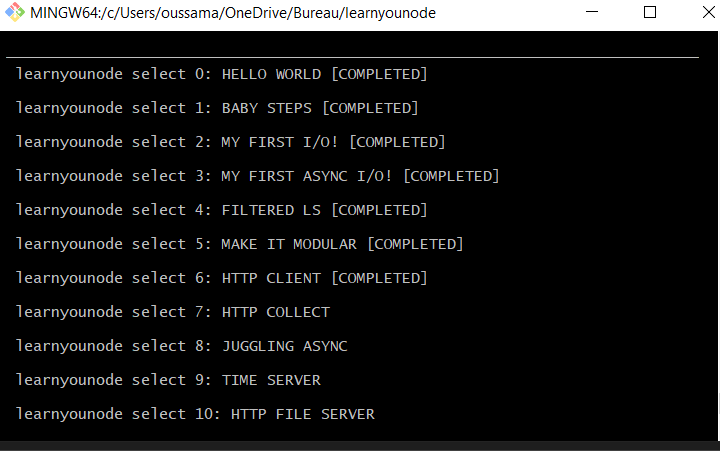 MINGW64:/c/Users/oussama/OneDrive/Bureau/learnyounode
learnyounode select 0: HELLO WORLD [COMPLETED]
learnyounode select 1: BABY STEPS [COMPLETED]
learnyounode select 2: MY FIRST I/O! [COMPLETED]
learnyounode select 3: MY FIRST ASYNC I/O! [COMPLETED]
learnyounode select 4: FILTERED LS [COMPLETED]
learnyounode select 5: MAKE IT MODULAR [COMPLETED]
learnyounode select 6: HTTP CLIENT [COMPLETED]
learnyounode select 7: HTTP COLLECT
learnyounode select 8: JUGGLING ASYNC
learnyounode select 9: TIME SERVER
learnyounode select 10: HTTP FILE SERVER